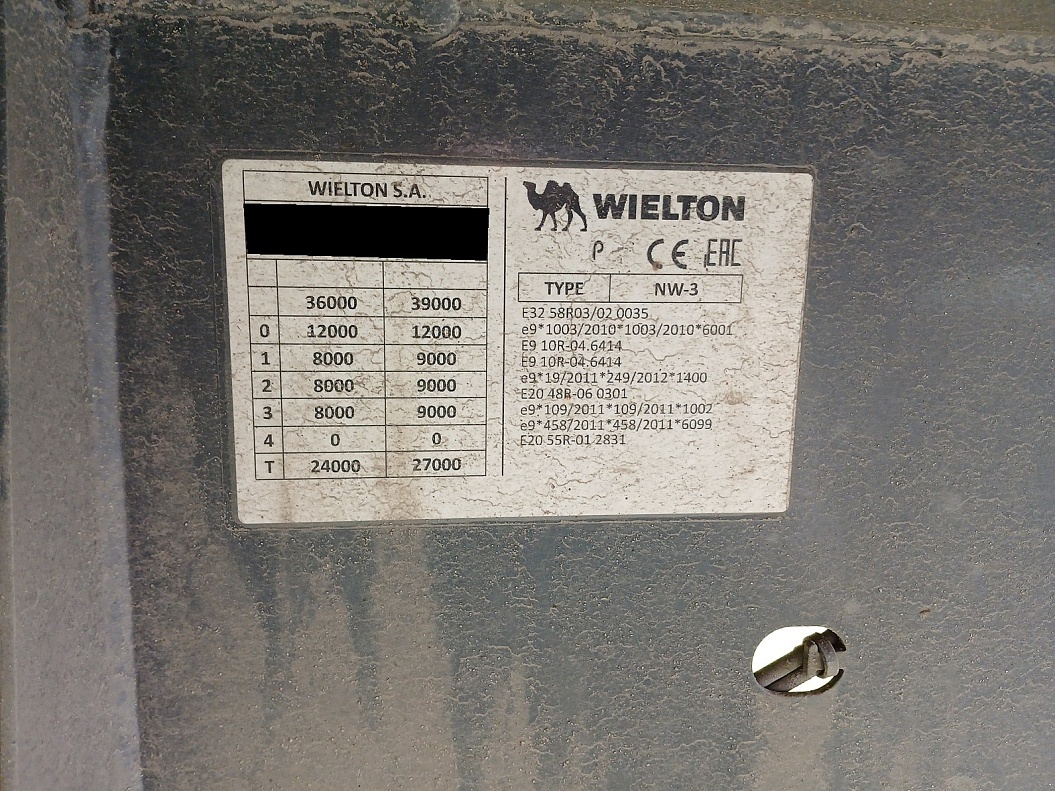 WIELTON S.A.
36000 39000
0 12000 12000
1 8000 9000
2 8000 9000
3 8000 9000
4 0 0
T 24000 27000
WIELTON
P CE EAC
TYPE NW-3
E32 58R03/02 0035
e9*1003/2010*1003/2010*6001
E9 10R-04.6414
E9 10R-04.6414
e9*19/2011*249/2012*1400
E20 48R-06 0301
e9*109/2011*109/2011*1002
e9*458/2011*458/2011*6099
E20 55R-01 2831